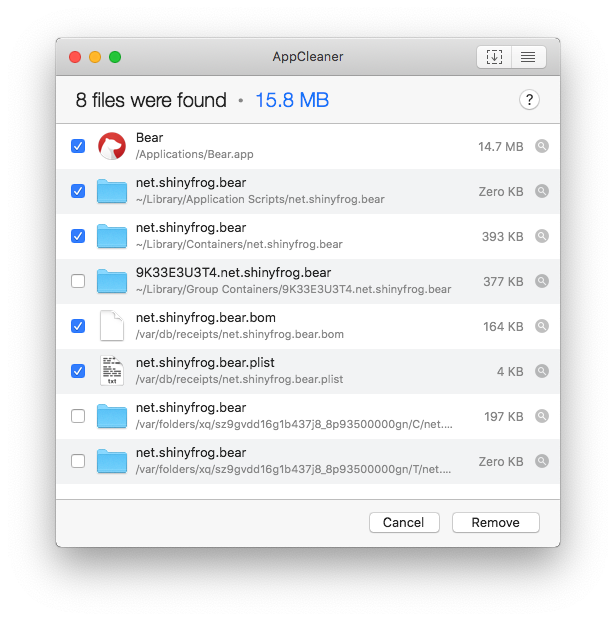 AppCleaner
8 files were found • 15.8 MB
?
Bear
/Applications/Bear.app
14.7 MB
net.shinyfrog.bear
~/Library/Application Scripts/net.shinyfrog.bear
Zero KB
net.shinyfrog.bear
~/Library/Containers/net.shinyfrog.bear
393 KB
9K33E3U3T4.net.shinyfrog.bear
~/Library/Group Containers/9K33E3U3T4.net.shinyfrog.bear
377 KB
net.shinyfrog.bear.bom
/var/db/receipts/net.shinyfrog.bear.bom
164 KB
txt
net.shinyfrog.bear.plist
/var/db/receipts/net.shinyfrog.bear.plist
4 KB
net.shinyfrog.bear
/var/folders/xq/sz9gvdd16g1b437j8_8p93500000gn/C/net....
197 KB
net.shinyfrog.bear
/var/folders/xq/sz9gvdd16g1b437j8_8p93500000gn/T/net....
Zero KB
Cancel
Remove